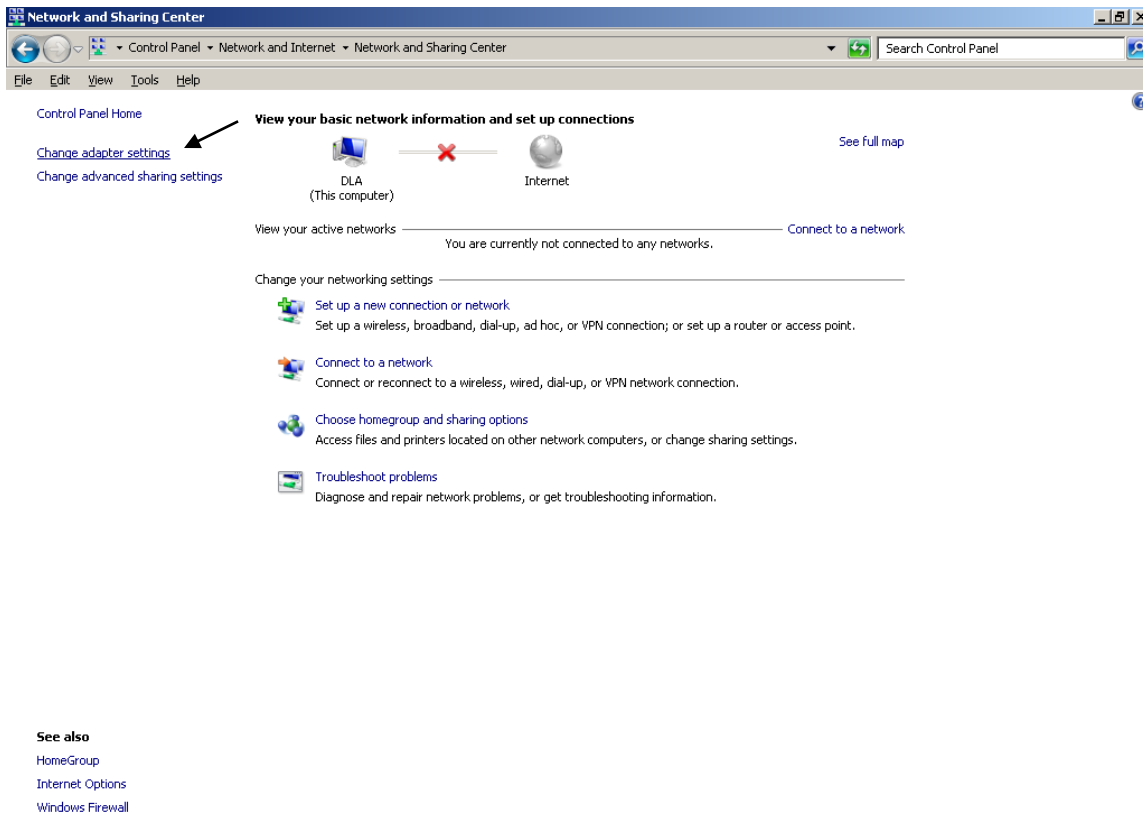 Network and Sharing Center
Control Panel Network and Internet Network and Sharing Center
Search Control Panel
File Edit View Tools Help
Control Panel Home
Change adapter settings
Change advanced sharing settings
View your basic network information and set up connections
See full map
DLA
(This computer)
Internet
View your active networks
Connect to a network
You are currently not connected to any networks.
Change your networking settings
Set up a new connection or network
Set up a wireless, broadband, dial-up, ad hoc, or VPN connection; or set up a router or access point.
Connect to a network
Connect or reconnect to a wireless, wired, dial-up, or VPN network connection.
Choose homegroup and sharing options
Access files and printers located on other network computers, or change sharing settings.
Troubleshoot problems
Diagnose and repair network problems, or get troubleshooting information.
See also
HomeGroup
Internet Options
Windows Firewall